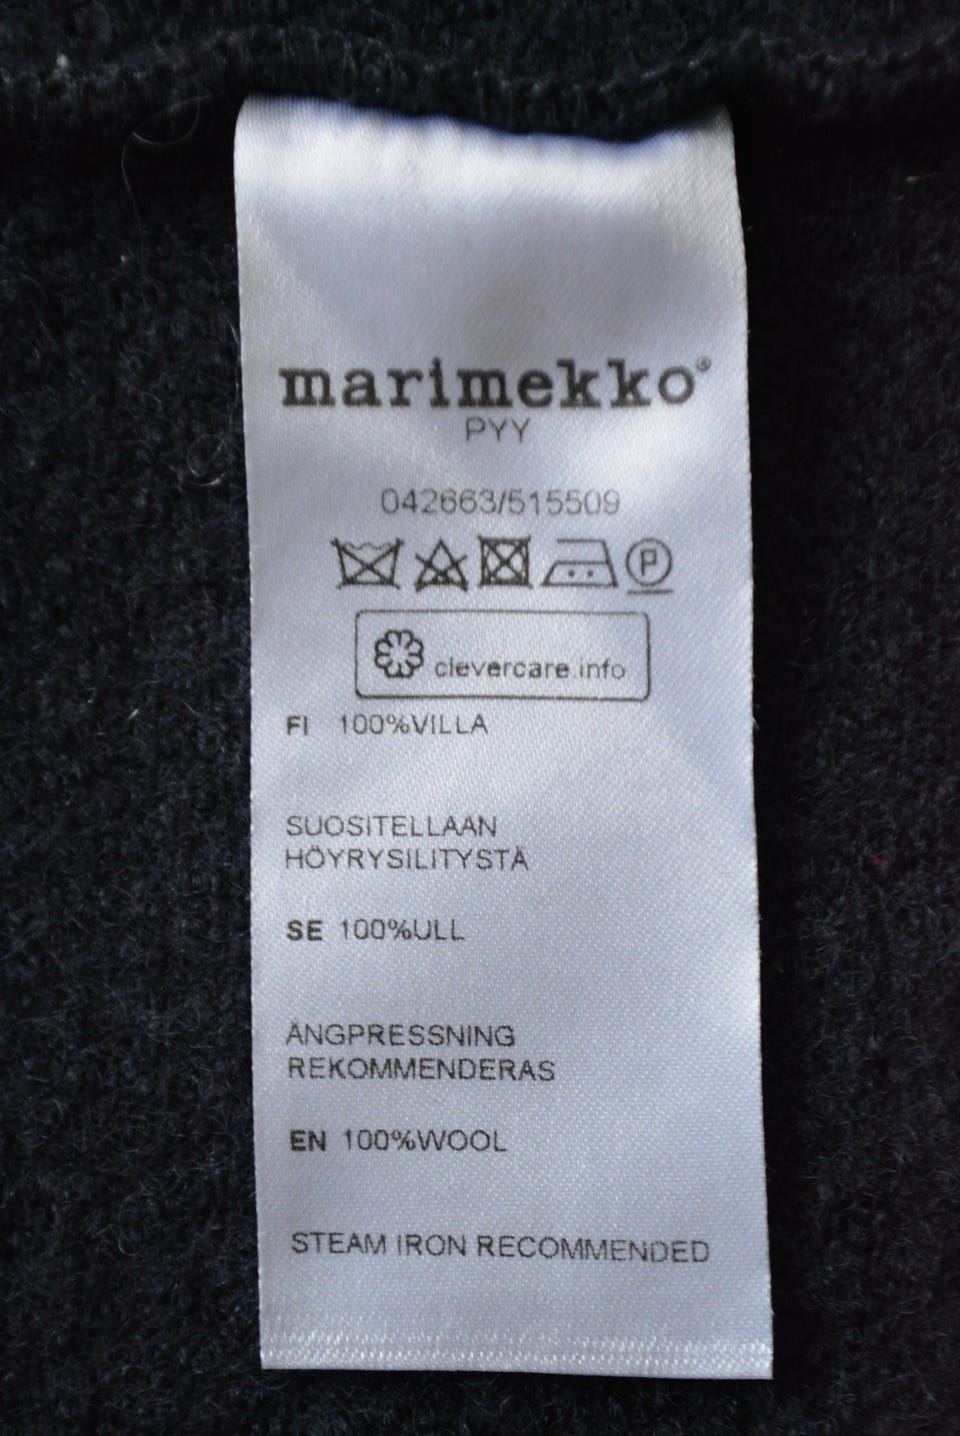 marimekko®
PYY
042663/515509
P
clevercare.info
FI 100%VILLA
SUOSITELLAAN
HÖYRYSILITYSTÄ
SE 100%ULL
ÅNGPRESSNING
REKOMMENDERAS
EN 100%WOOL
STEAM IRON RECOMMENDED